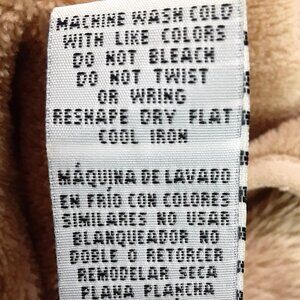 MACHINE WASH COLD
WITH LIKE COLORS
DO NOT BLEACH
DO NOT TWIST
OR WRING
RESHAPE DRY FLAT
COOL IRON
MÁQUINA DE LAVADO
EN FRÍO CON COLORES
SIMILARES NO USAR
BLANQUEADOR NO
DOBLE O RETORCER
REMODELAR SECA
PLANA PLANCHA